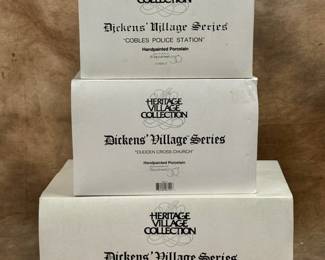 COLLECTION
Dickens' Village Series
"COBLES POLICE STATION"
Handpainted Porcelain
HERITAGE
VILLAGE
COLLECTION
Dickens' Village Series
"DUDDEN CROSS CHURCH"
Handpainted Porcelain
HERITAGE
VILLAGE
COLLECTION
Dickens' Village Series